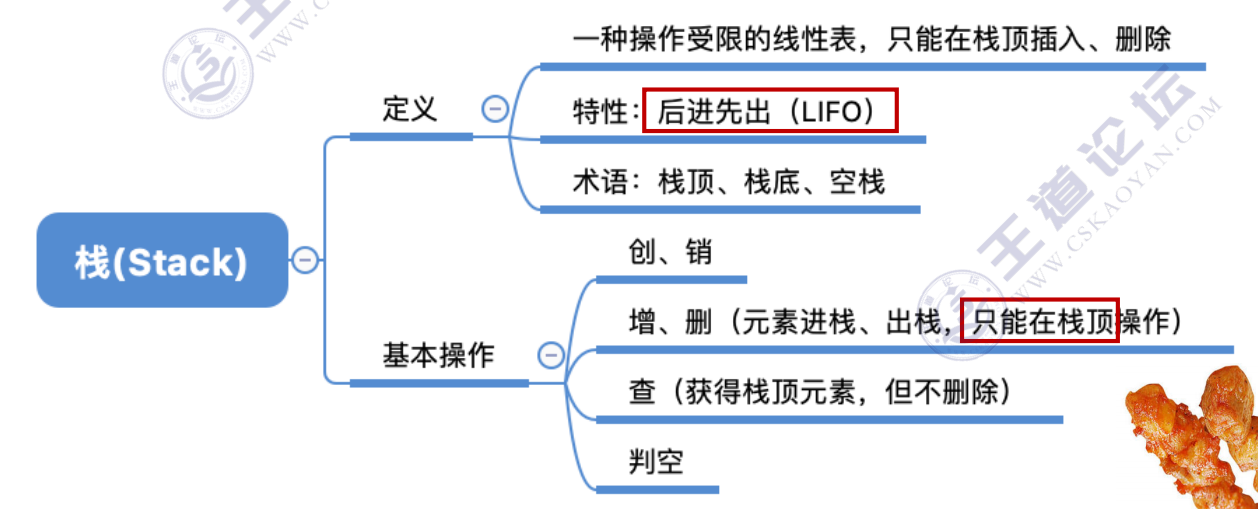 一种操作受限的线性表，只能在栈顶插入、删除
定义
特性：后进先出（LIFO）
术语：栈顶、栈底、空栈
栈(Stack)
创、销
增、删（元素进栈、出栈，只能在栈顶操作）
基本操作
查（获得栈顶元素，但不删除）
判空
王道论坛
WWW.CSKAOYAN.COM